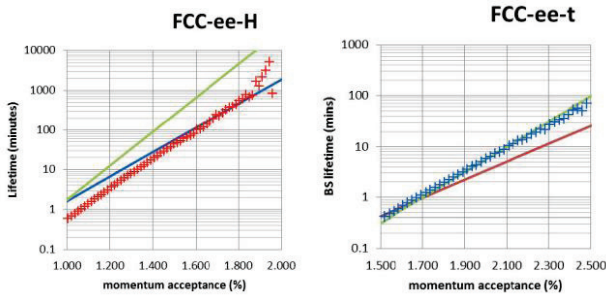 FCC-ee-H
Lifetime (minutes)
10000
1000
100
10
1
0.1
1.000 1.200 1.400 1.600 1.800 2.000
momentum acceptance (%)
FCC-ee-t
BS lifetime (mins)
1000
100
10
1
0.1
1.500 1.700 1.900 2.100 2.300 2.500
momentum acceptance (%)